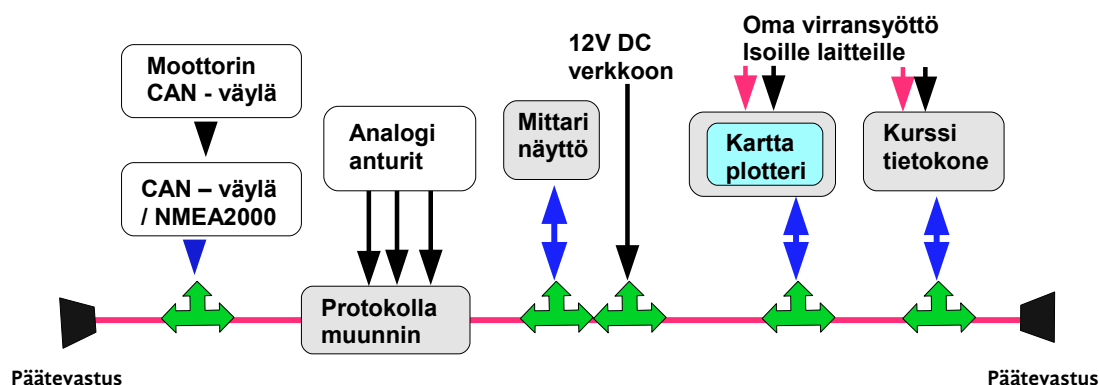 Moottorin
CAN - väylä
CAN – väylä
/ NMEA2000
Analogi
anturit
Protokolla
muunnin
Mittari
näyttö
12V DC
verkkoon
Oma virransyöttö
Isoille laitteille
Kartta
plotteri
Kurssi
tietokone
Päätevastus
Päätevastus